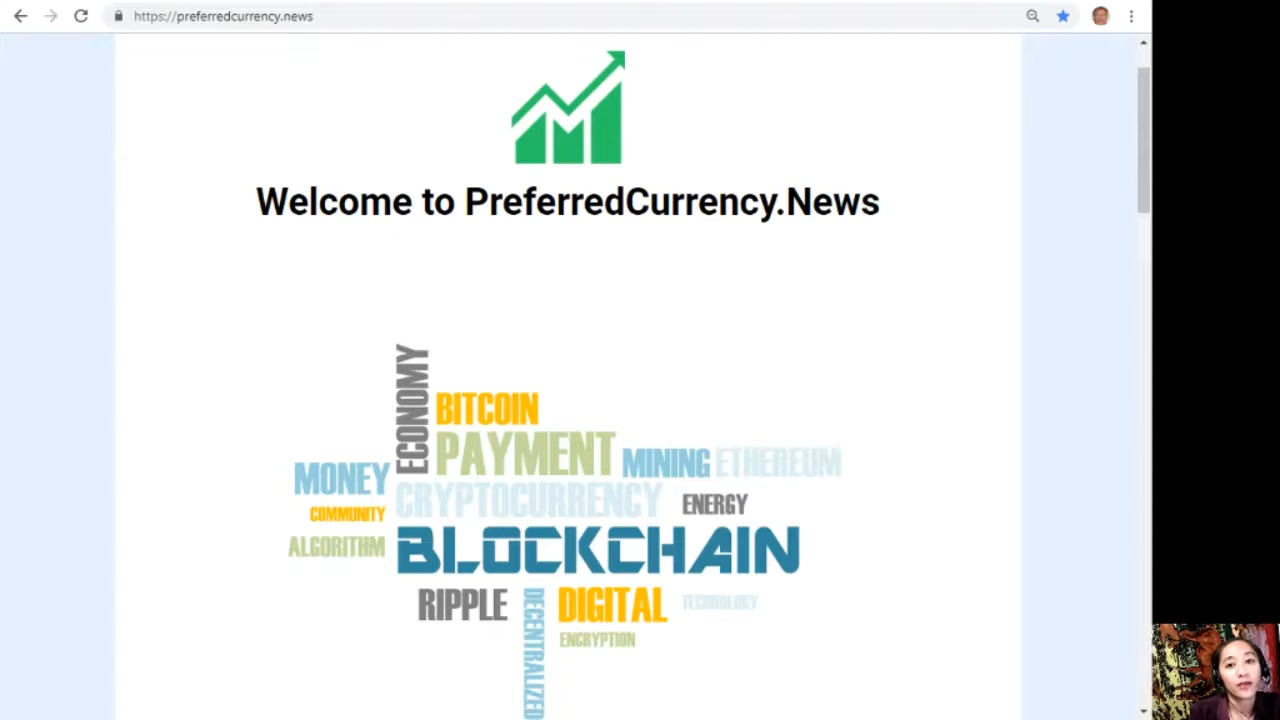 https://preferredcurrency.news
Welcome to PreferredCurrency.News
ECONOMY
BITCOIN
PAYMENT
MINING ETHEREUM
MONEY
CRYPTOCURRENCY
ENERGY
COMMUNITY
ALGORITHM
BLOCKCHAIN
RIPPLE
DECENTRALIZED
DIGITAL
TECHNOLOGY
ENCRYPTION